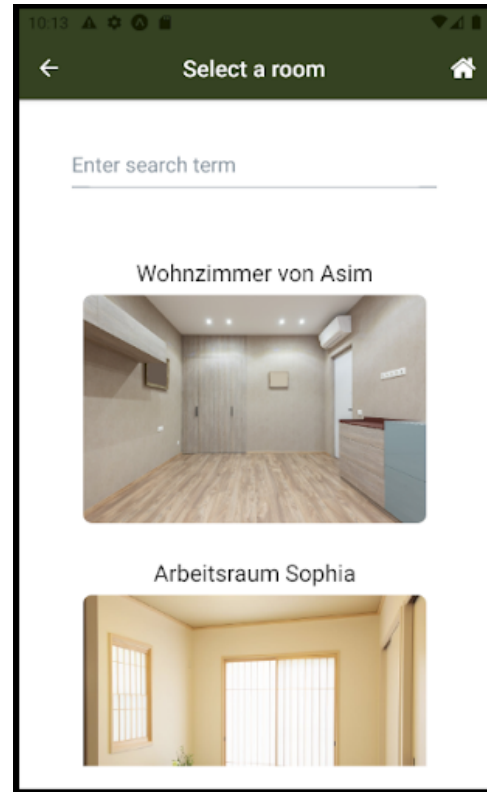 10:13
Select a room
Enter search term
Wohnzimmer von Asim
Arbeitsraum Sophia